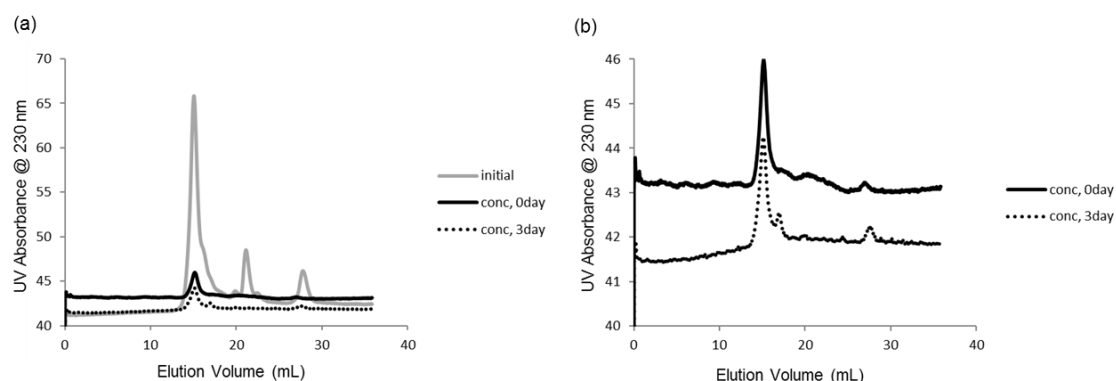 (a)
UV Absorbance @ 230 nm
70
65
60
55
50
45
40
0
10
20
30
40
Elution Volume (mL)
initial
conc, 0day
conc, 3day
(b)
UV Absorbance @ 230 nm
46
45
44
43
42
41
40
0
10
20
30
40
Elution Volume (mL)
conc, 0day
conc, 3day